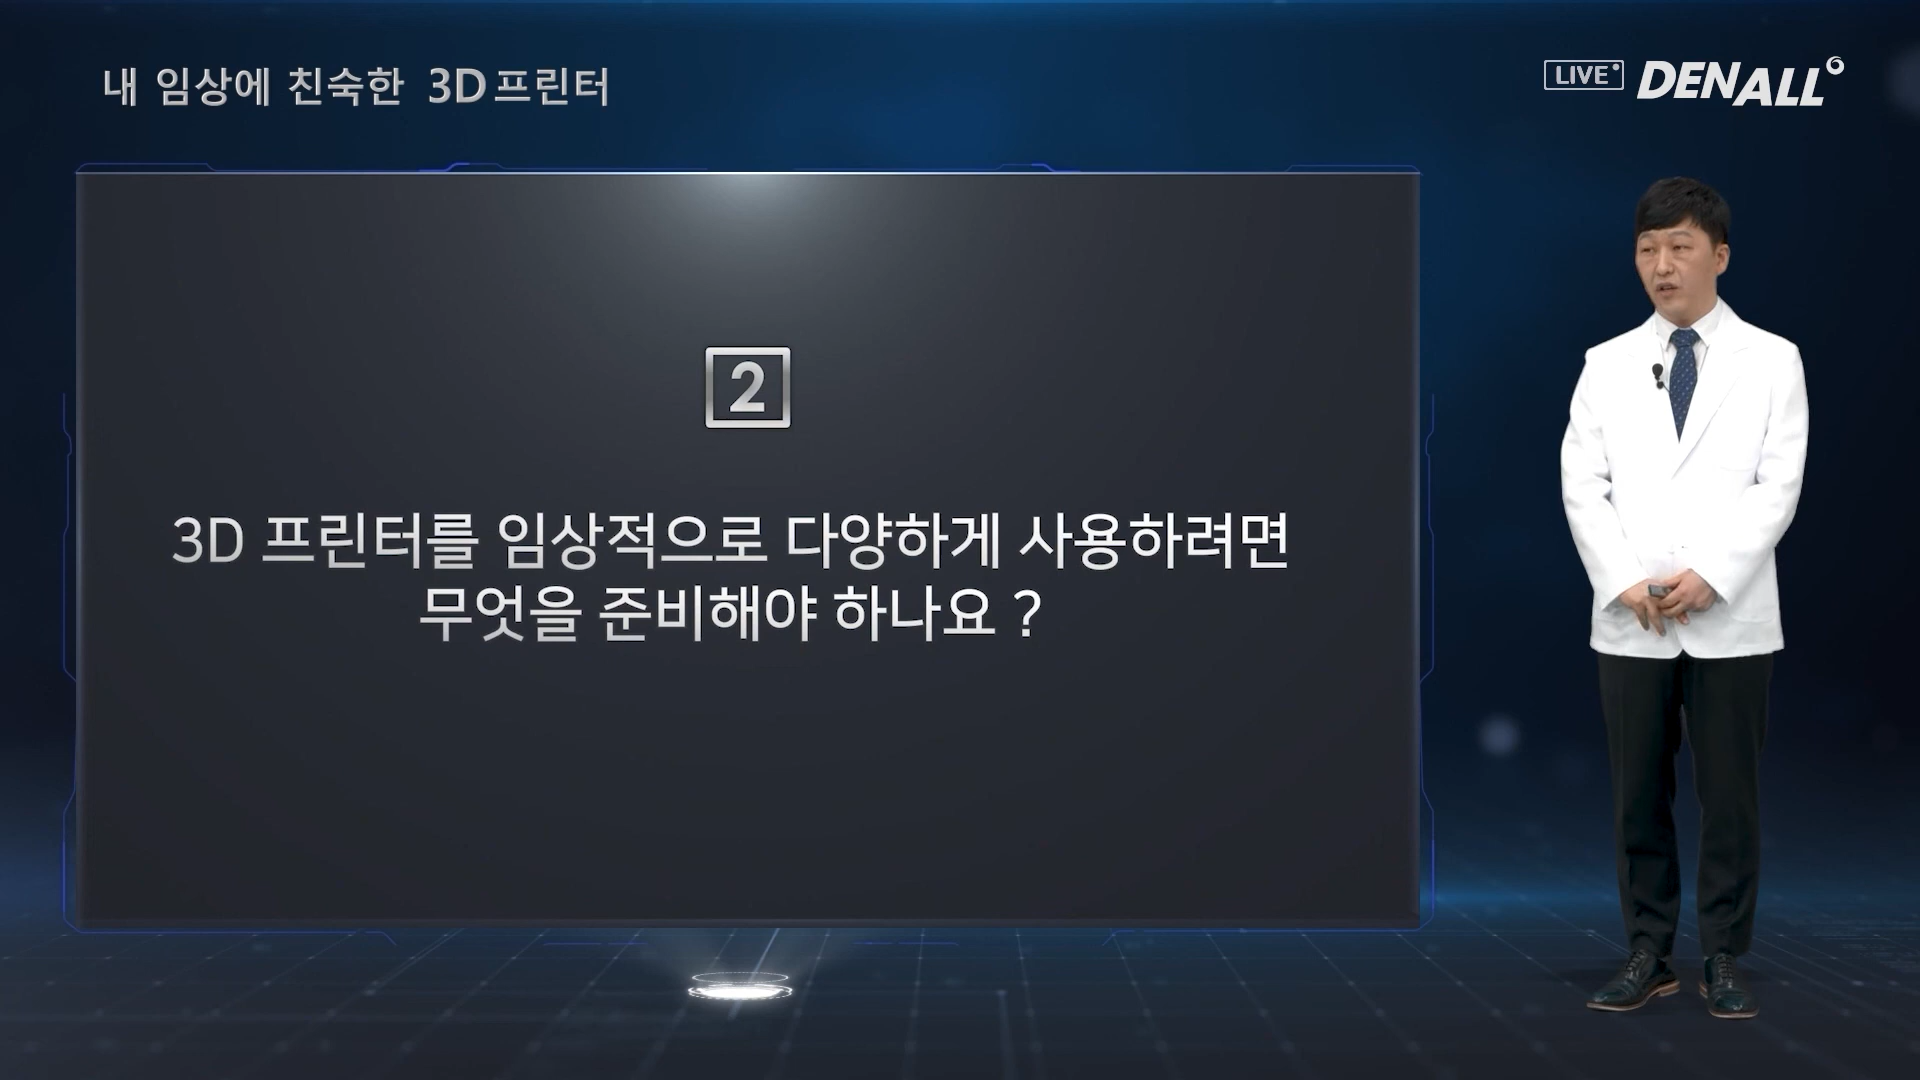 내 임상에 친숙한 3D 프린터
LIVE DENALL
2
3D 프린터를 임상적으로 다양하게 사용하려면
무엇을 준비해야 하나요 ?